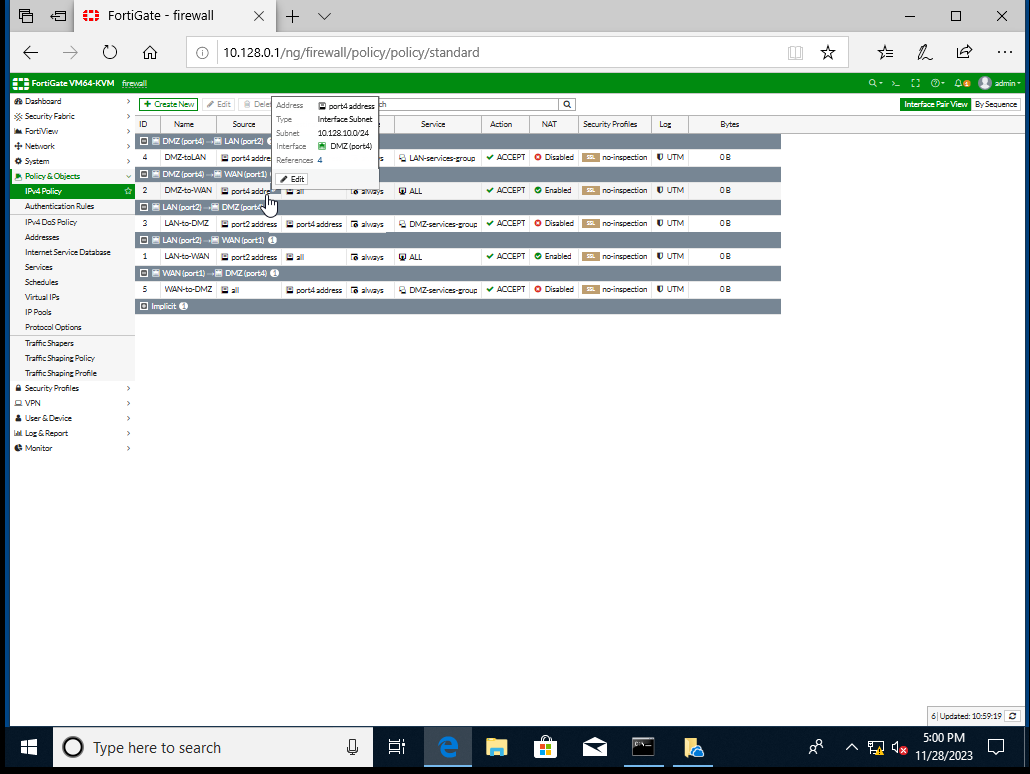 FortiGate - firewall
10.128.0.1/ng/firewall/policy/policy/standard
FortiGate VM64-KVM firewall admin
Dashboard
Security Fabric
FortiView
Network
System
Policy & Objects
IPv4 Policy
Authentication Rules
IPv4 DoS Policy
Addresses
Internet Service Database
Services
Schedules
Virtual IPs
IP Pools
Protocol Options
Traffic Shapers
Traffic Shaping Policy
Traffic Shaping Profile
Security Profiles
VPN
User & Device
Log & Report
Monitor
+ Create New Edit Delet ch Interface Pair View By Sequence
ID Name Source Service Action NAT Security Profiles Log Bytes
DMZ (port4) → LAN (port2)
4 DMZ-toLAN port4 addre LAN-services-group ACCEPT Disabled SSL no-inspection UTM 0 B
DMZ (port4) → WAN (port1)
2 DMZ-to-WAN port4 addre all always ALL ACCEPT Enabled SSL no-inspection UTM 0 B
LAN (port2) → DMZ (port4
3 LAN-to-DMZ port2 address port4 address always DMZ-services-group ACCEPT Disabled SSL no-inspection UTM 0 B
LAN (port2) → WAN (port1) 1
1 LAN-to-WAN port2 address all always ALL ACCEPT Enabled SSL no-inspection UTM 0 B
WAN (port1) → DMZ (port4) 1
5 WAN-to-DMZ all port4 address always DMZ-services-group ACCEPT Disabled SSL no-inspection UTM 0 B
Implicit 1
Address port4 address
Type Interface Subnet
Subnet 10.128.10.0/24
Interface DMZ (port4)
References 4
Edit
6 | Updated: 10:59:19
Type here to search
5:00 PM
11/28/2023